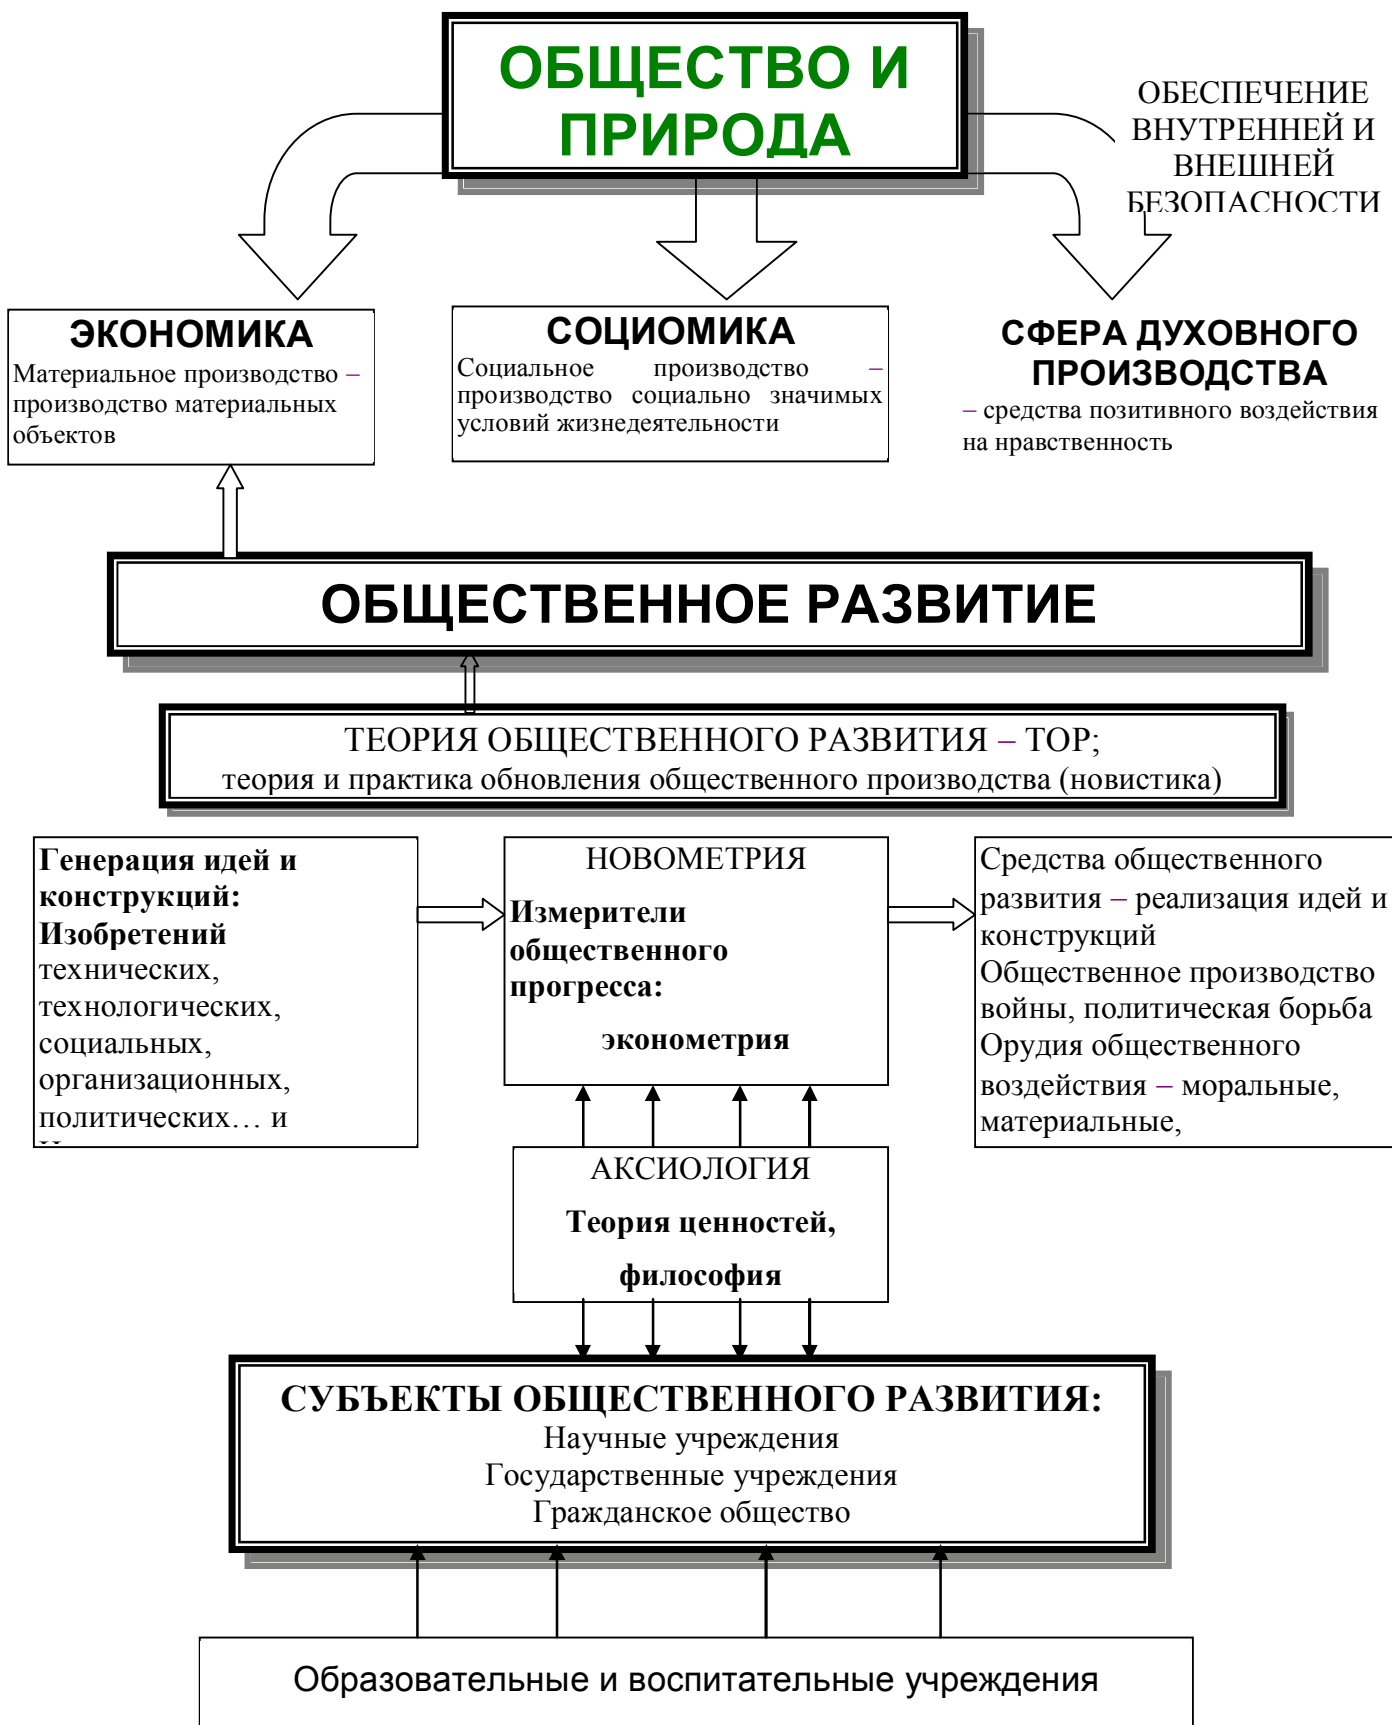 ОБЩЕСТВО И
ПРИРОДА
ОБЕСПЕЧЕНИЕ
ВНУТРЕННЕЙ И
ВНЕШНЕЙ
БЕЗОПАСНОСТИ
ЭКОНОМИКА
Материальное производство –
производство материальных
объектов
СОЦИОМИКА
Социальное производство –
производство социально значимых
условий жизнедеятельности
СФЕРА ДУХОВНОГО
ПРОИЗВОДСТВА
– средства позитивного воздействия
на нравственность
ОБЩЕСТВЕННОЕ РАЗВИТИЕ
ТЕОРИЯ ОБЩЕСТВЕННОГО РАЗВИТИЯ – ТОР;
теория и практика обновления общественного производства (новистика)
Генерация идей и
конструкций:
Изобретений
технических,
технологических,
социальных,
организационных,
политических… и
НОВОМЕТРИЯ
Измерители
общественного
прогресса:
эконометрия
Средства общественного
развития – реализация идей и
конструкций
Общественное производство
войны, политическая борьба
Орудия общественного
воздействия – моральные,
материальные,
АКСИОЛОГИЯ
Теория ценностей,
философия
СУБЪЕКТЫ ОБЩЕСТВЕННОГО РАЗВИТИЯ:
Научные учреждения
Государственные учреждения
Гражданское общество
Образовательные и воспитательные учреждения